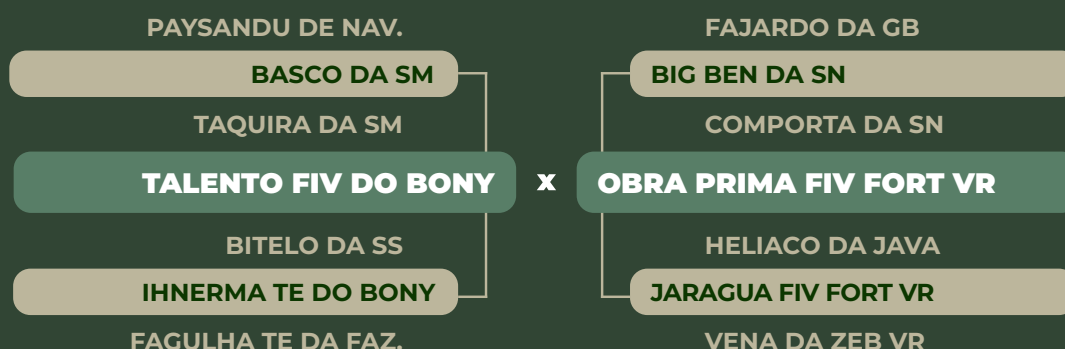 PAYSANDU DE NAV.
BASCO DA SM
TAQUIRA DA SM
TALENTO FIV DO BONY
BITELO DA SS
IHNERMA TE DO BONY
FAGULHA TE DA FAZ.
x
FAJARDO DA GB
BIG BEN DA SN
COMPORTA DA SN
OBRA PRIMA FIV FORT VR
HELIACO DA JAVA
JARAGUA FIV FORT VR
VENA DA ZEB VR